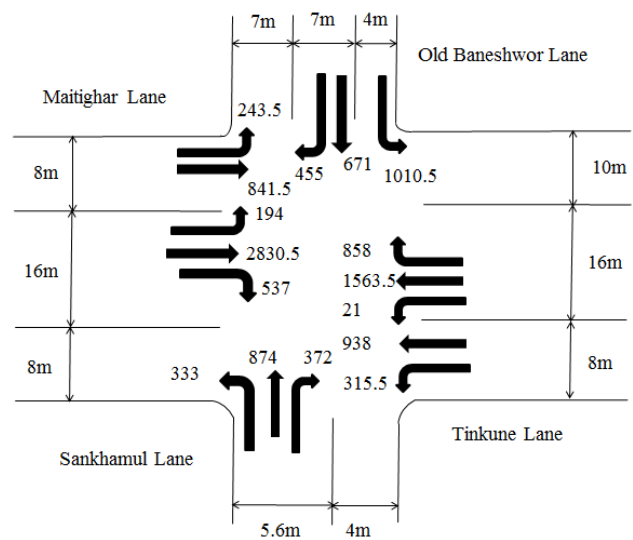 7m
7m
4m
Old Baneshwor Lane
Maitighar Lane
243.5
8m
455
671
1010.5
10m
841.5
194
858
16m
2830.5
1563.5
16m
537
21
938
8m
333
874
372
315.5
8m
Sankhamul Lane
Tinkune Lane
5.6m
4m